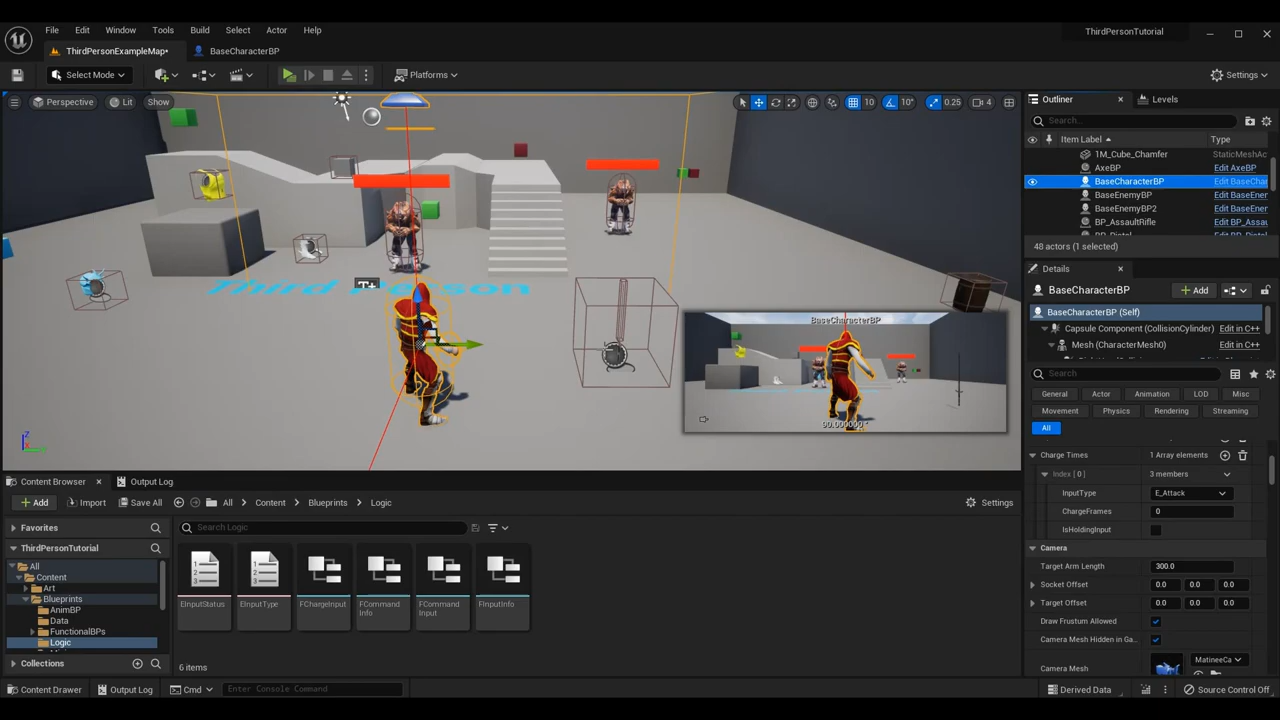 File Edit Window Tools Build Select Actor Help
ThirdPersonTutorial
ThirdPersonExampleMap*
BaseCharacterBP
Select Mode
Platforms
Settings
Perspective
Lit
Show
10
10°
0.25
4
Outliner
Levels
Search...
Item Label
Type
1M_Cube_Chamfer StaticMeshAc
AxeBP Edit AxeBP
BaseCharacterBP Edit BaseChar
BaseEnemyBP Edit BaseEner
BaseEnemyBP2 Edit BaseEner
BP_AssaultRifle Edit BP_Assau
48 actors (1 selected)
Third Person
BaseCharacterBP
Details
BaseCharacterBP
Add
BaseCharacterBP (Self)
Capsule Component (CollisionCylinder) Edit in C++
Mesh (CharacterMesh0) Edit in C++
Search
General Actor Animation LOD Misc
Movement Physics Rendering Streaming
All
Charge Times 1 Array elements
Index [ 0 ] 3 members
InputType E_Attack
ChargeFrames 0
IsHoldingInput
Camera
Target Arm Length 300.0
Socket Offset 0.0 0.0 0.0
Target Offset 0.0 0.0 0.0
Draw Frustum Allowed
Camera Mesh Hidden in Ga...
Camera Mesh
MatineeCa
Content Browser
Output Log
Add
Import
Save All
All
Content
Blueprints
Logic
Settings
Favorites
Search Logic
ThirdPersonTutorial
All
Content
Art
Blueprints
AnimBP
Data
FunctionalBPs
Logic
Collections
EInputStatus
EInputType
FChargeInput
FCommand
Info
FCommand
Input
FInputInfo
6 items
Content Drawer
Output Log
Cmd
Enter Console Command
Derived Data
Source Control Off